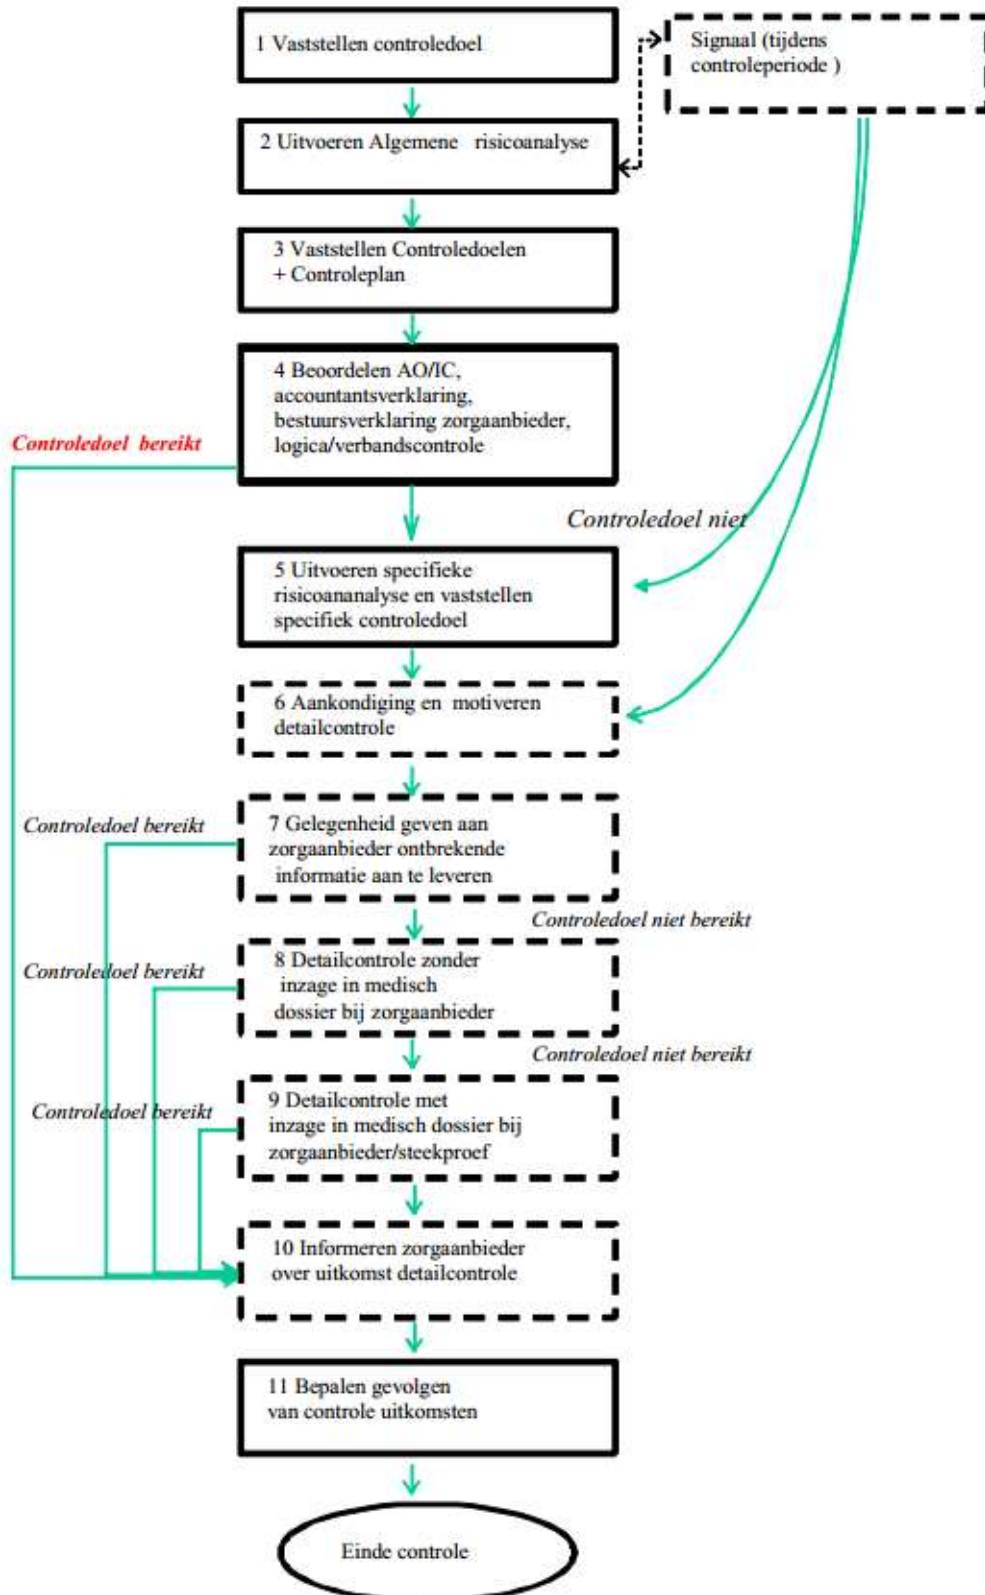 1 Vaststellen controledoel
Signaal (tijdens
controleperiode )
2 Uitvoeren Algemene risicoanalyse
3 Vaststellen Controledoelen
+ Controleplan
4 Beoordelen AO/IC,
accountantsverklaring,
bestuursverklaring zorgaanbieder,
logica/verbandscontrole
Controledoel bereikt
Controledoel niet
5 Uitvoeren specifieke
risicoananalyse en vaststellen
specifiek controledoel
6 Aankondiging en motiveren
detailcontrole
Controledoel bereikt
7 Gelegenheid geven aan
zorgaanbieder ontbrekende
informatie aan te leveren
Controledoel niet bereikt
Controledoel bereikt
8 Detailcontrole zonder
inzage in medisch
dossier bij zorgaanbieder
Controledoel niet bereikt
Controledoel bereikt
9 Detailcontrole met
inzage in medisch dossier bij
zorgaanbieder/steekproef
10 Informeren zorgaanbieder
over uitkomst detailcontrole
11 Bepalen gevolgen
van controle uitkomsten
Einde controle